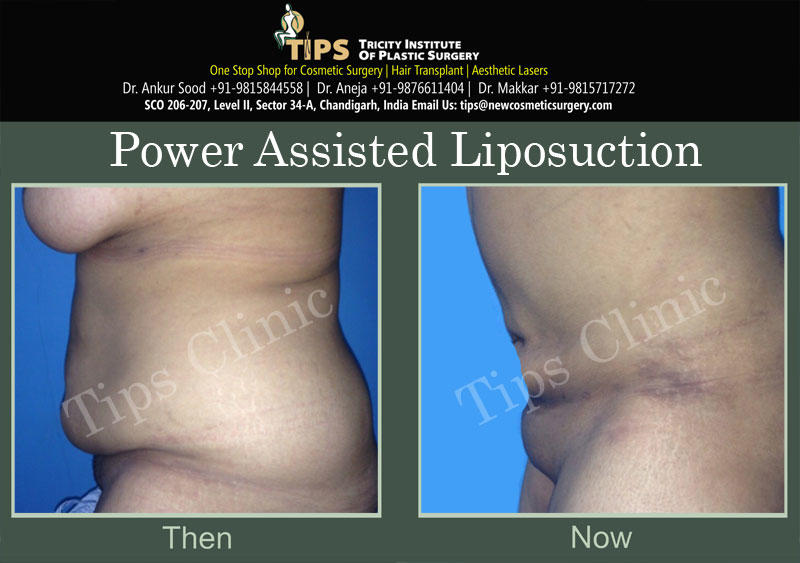 TIPS TRICITY INSTITUTE
OF PLASTIC SURGERY
One Stop Shop for Cosmetic Surgery | Hair Transplant | Aesthetic Lasers
Dr. Ankur Sood +91-9815844558 | Dr. Aneja +91-9876611404 | Dr. Makkar +91-9815717272
SCO 206-207, Level II, Sector 34-A, Chandigarh, India Email Us: tips@newcosmeticsurgery.com
Power Assisted Liposuction
Tips Clinic
Tips Clinic
Then
Now